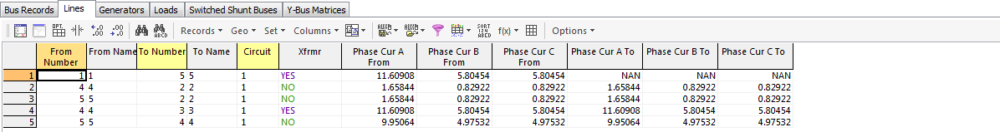 Bus Records Lines Generators Loads Switched Shunt Buses Y-Bus Matrices
Records Geo Set Columns AUXB AUXB SORT 124 ABED f(x) Options
From Number From Name To Number To Name Circuit Xfrmr Phase Cur A From Phase Cur B From Phase Cur C From Phase Cur A To Phase Cur B To Phase Cur C To
1 1 1 5 5 1 YES 11.60908 5.80454 5.80454 NAN NAN NAN
2 4 4 2 2 1 NO 1.65844 0.82922 0.82922 1.65844 0.82922 0.82922
3 5 5 2 2 1 NO 1.65844 0.82922 0.82922 1.65844 0.82922 0.82922
4 4 4 3 3 1 YES 11.60908 5.80454 5.80454 11.60908 5.80454 5.80454
5 5 5 4 4 1 NO 9.95064 4.97532 4.97532 9.95064 4.97532 4.97532